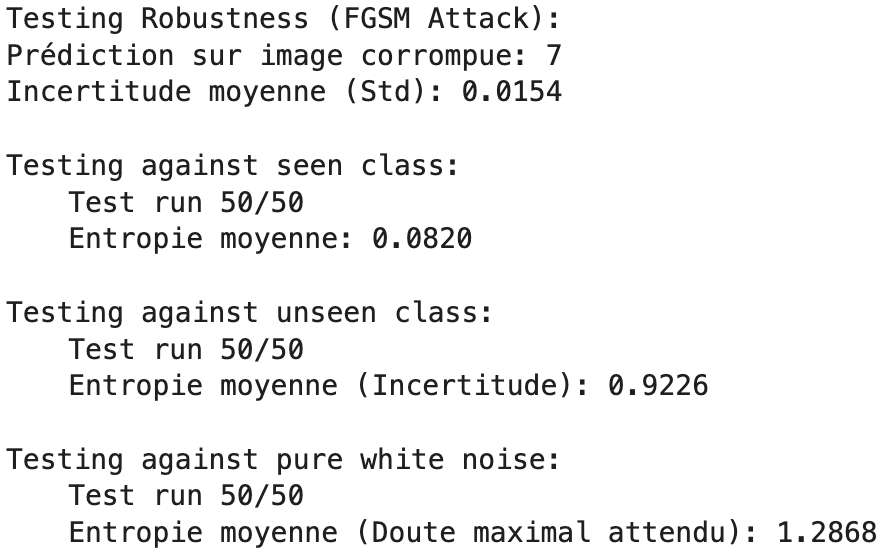 Testing Robustness (FGSM Attack):
Prédiction sur image corrompue: 7
Incertitude moyenne (Std): 0.0154
Testing against seen class:
Test run 50/50
Entropie moyenne: 0.0820
Testing against unseen class:
Test run 50/50
Entropie moyenne (Incertitude): 0.9226
Testing against pure white noise:
Test run 50/50
Entropie moyenne (Doute maximal attendu): 1.2868